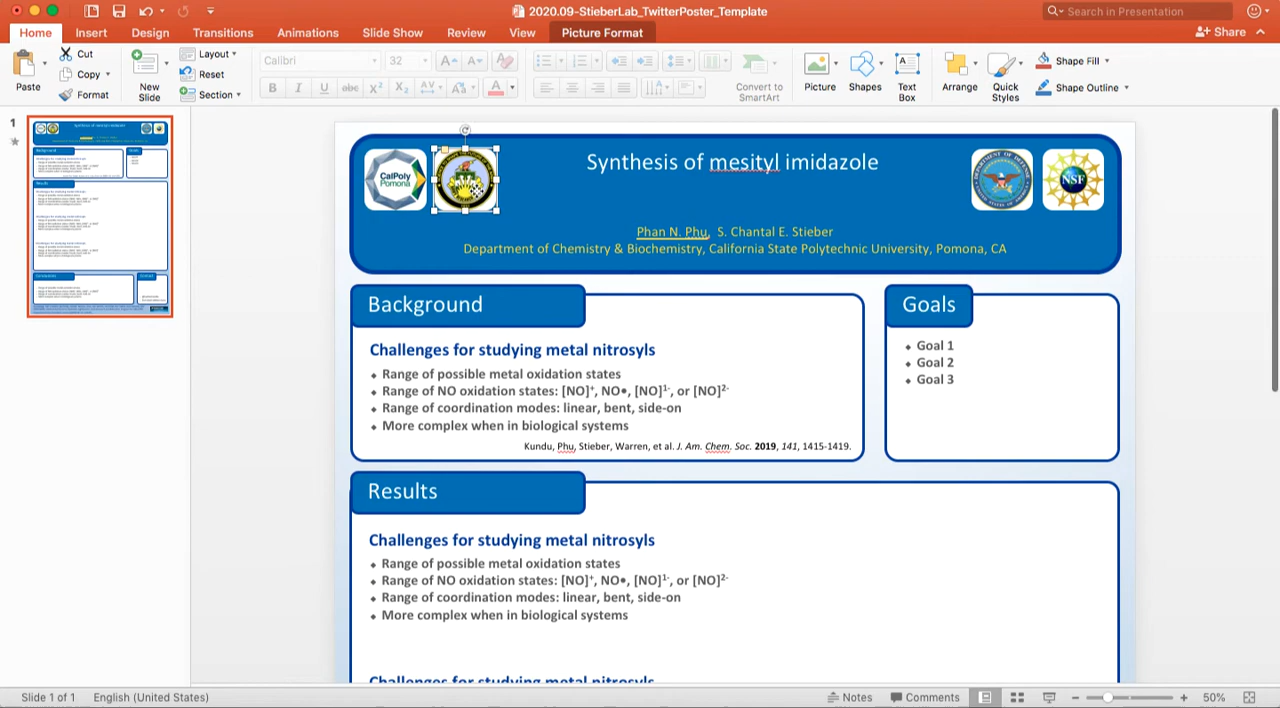 2020.09-StieberLab_TwitterPoster_Template
Search in Presentation
Home
Insert
Design
Transitions
Animations
Slide Show
Review
View
Picture Format
Share
Paste
Cut
Copy
Format
New Slide
Layout
Reset
Section
Calibri
32
Convert to SmartArt
Picture
Shapes
Text Box
Arrange
Quick Styles
Shape Fill
Shape Outline
1
CalPoly
Pomona
Synthesis of mesityl imidazole
NSF
Phan N. Phu, S. Chantal E. Stieber
Department of Chemistry & Biochemistry, California State Polytechnic University, Pomona, CA
Background
Challenges for studying metal nitrosyls
Range of possible metal oxidation states
Range of NO oxidation states: [NO]⁺, NO•, [NO]¹⁻, or [NO]²⁻
Range of coordination modes: linear, bent, side-on
More complex when in biological systems
Kundu, Phu, Stieber, Warren, et al. J. Am. Chem. Soc. 2019, 141, 1415-1419.
Goals
Goal 1
Goal 2
Goal 3
Results
Challenges for studying metal nitrosyls
Range of possible metal oxidation states
Range of NO oxidation states: [NO]⁺, NO•, [NO]¹⁻, or [NO]²⁻
Range of coordination modes: linear, bent, side-on
More complex when in biological systems
Challenges for studying metal nitrosyls
Slide 1 of 1
English (United States)
Notes
Comments
50%